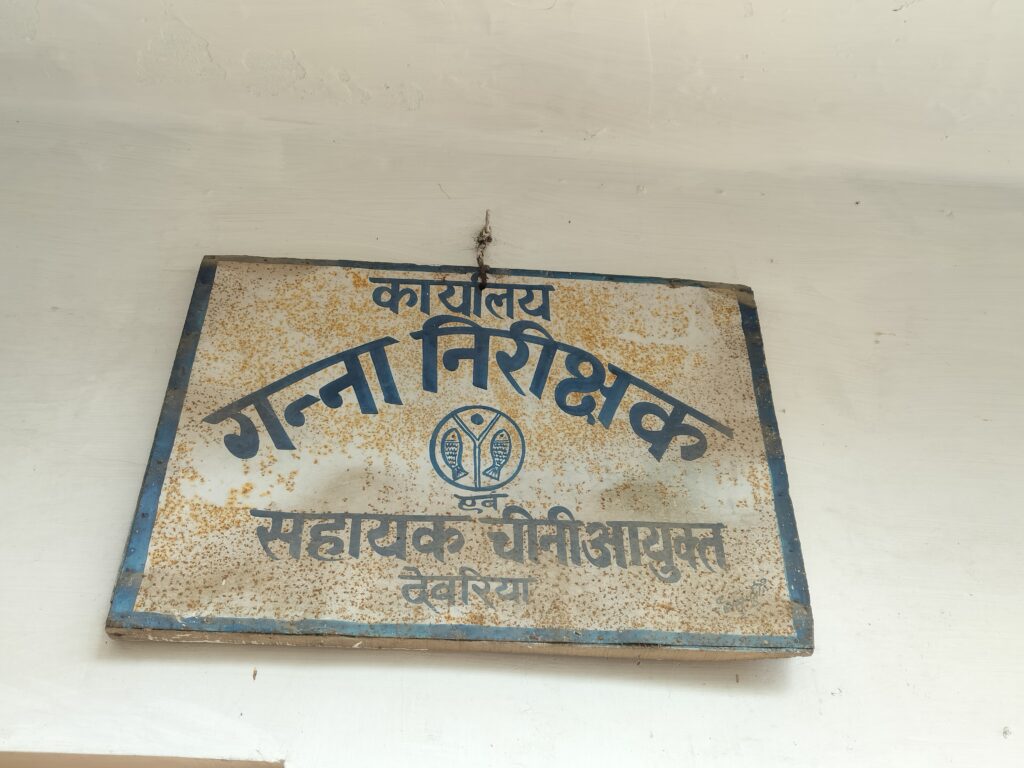 कार्यालय
गन्ना निरीक्षक
एवं
सहायक चीनी आयुक्त
देवरिया